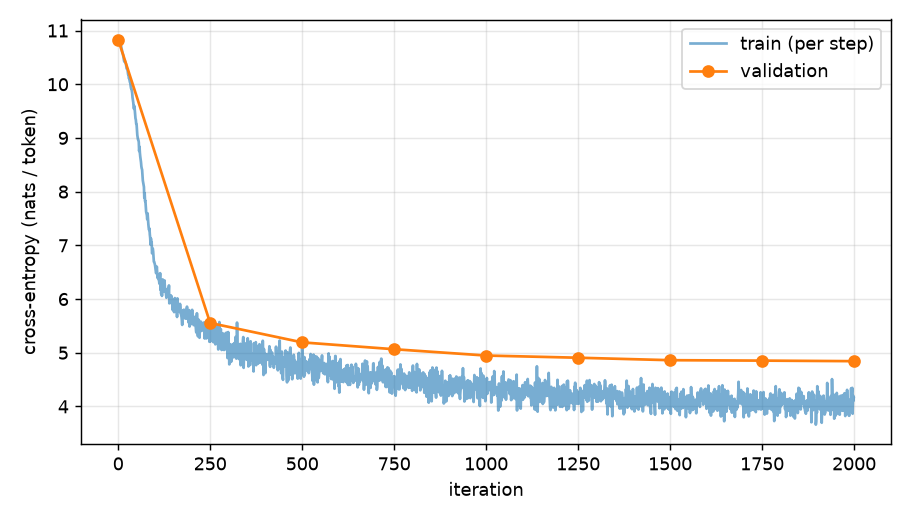 train (per step)
validation
cross-entropy (nats / token)
11
10
9
8
7
6
5
4
0 250 500 750 1000 1250 1500 1750 2000
iteration